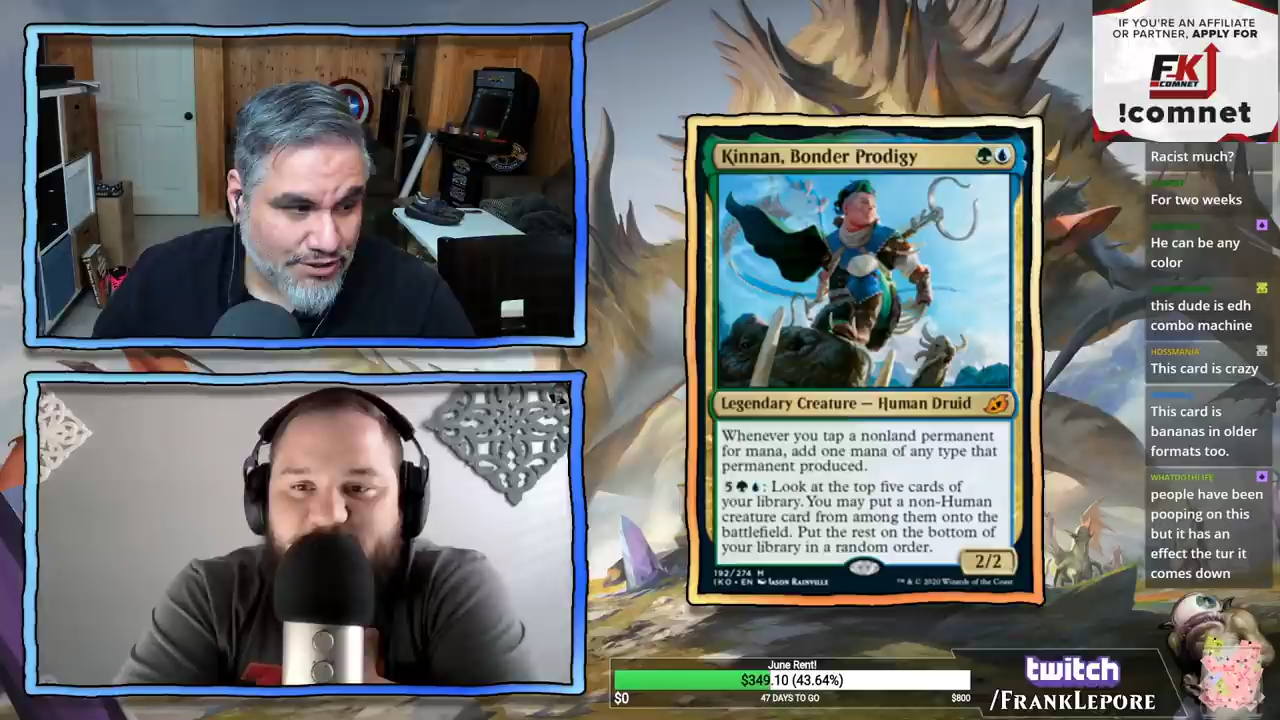 IF YOU'RE AN AFFILIATE
OR PARTNER, APPLY FOR
F2K
COMNET
!comnet
Kinnan, Bonder Prodigy
Legendary Creature — Human Druid
Whenever you tap a nonland permanent
for mana, add one mana of any type that
permanent produced.
5: Look at the top five cards of
your library. You may put a non-Human
creature card from among them onto the
battlefield. Put the rest on the bottom of
your library in a random order.
2/2
192/274 M
IKO • EN JASON RAINVILLE
™ & © 2020 Wizards of the Coast
Racist much?
For two weeks
He can be any
color
this dude is edh
combo machine
HOSSMANIA
This card is crazy
This card is
bananas in older
formats too.
WHATDOTHLIFE
people have been
pooping on this
but it has an
effect the tur it
comes down
June Rent!
$349.10 (43.64%)
$0
47 DAYS TO GO
$800
twitch
/FRANKLEPORE